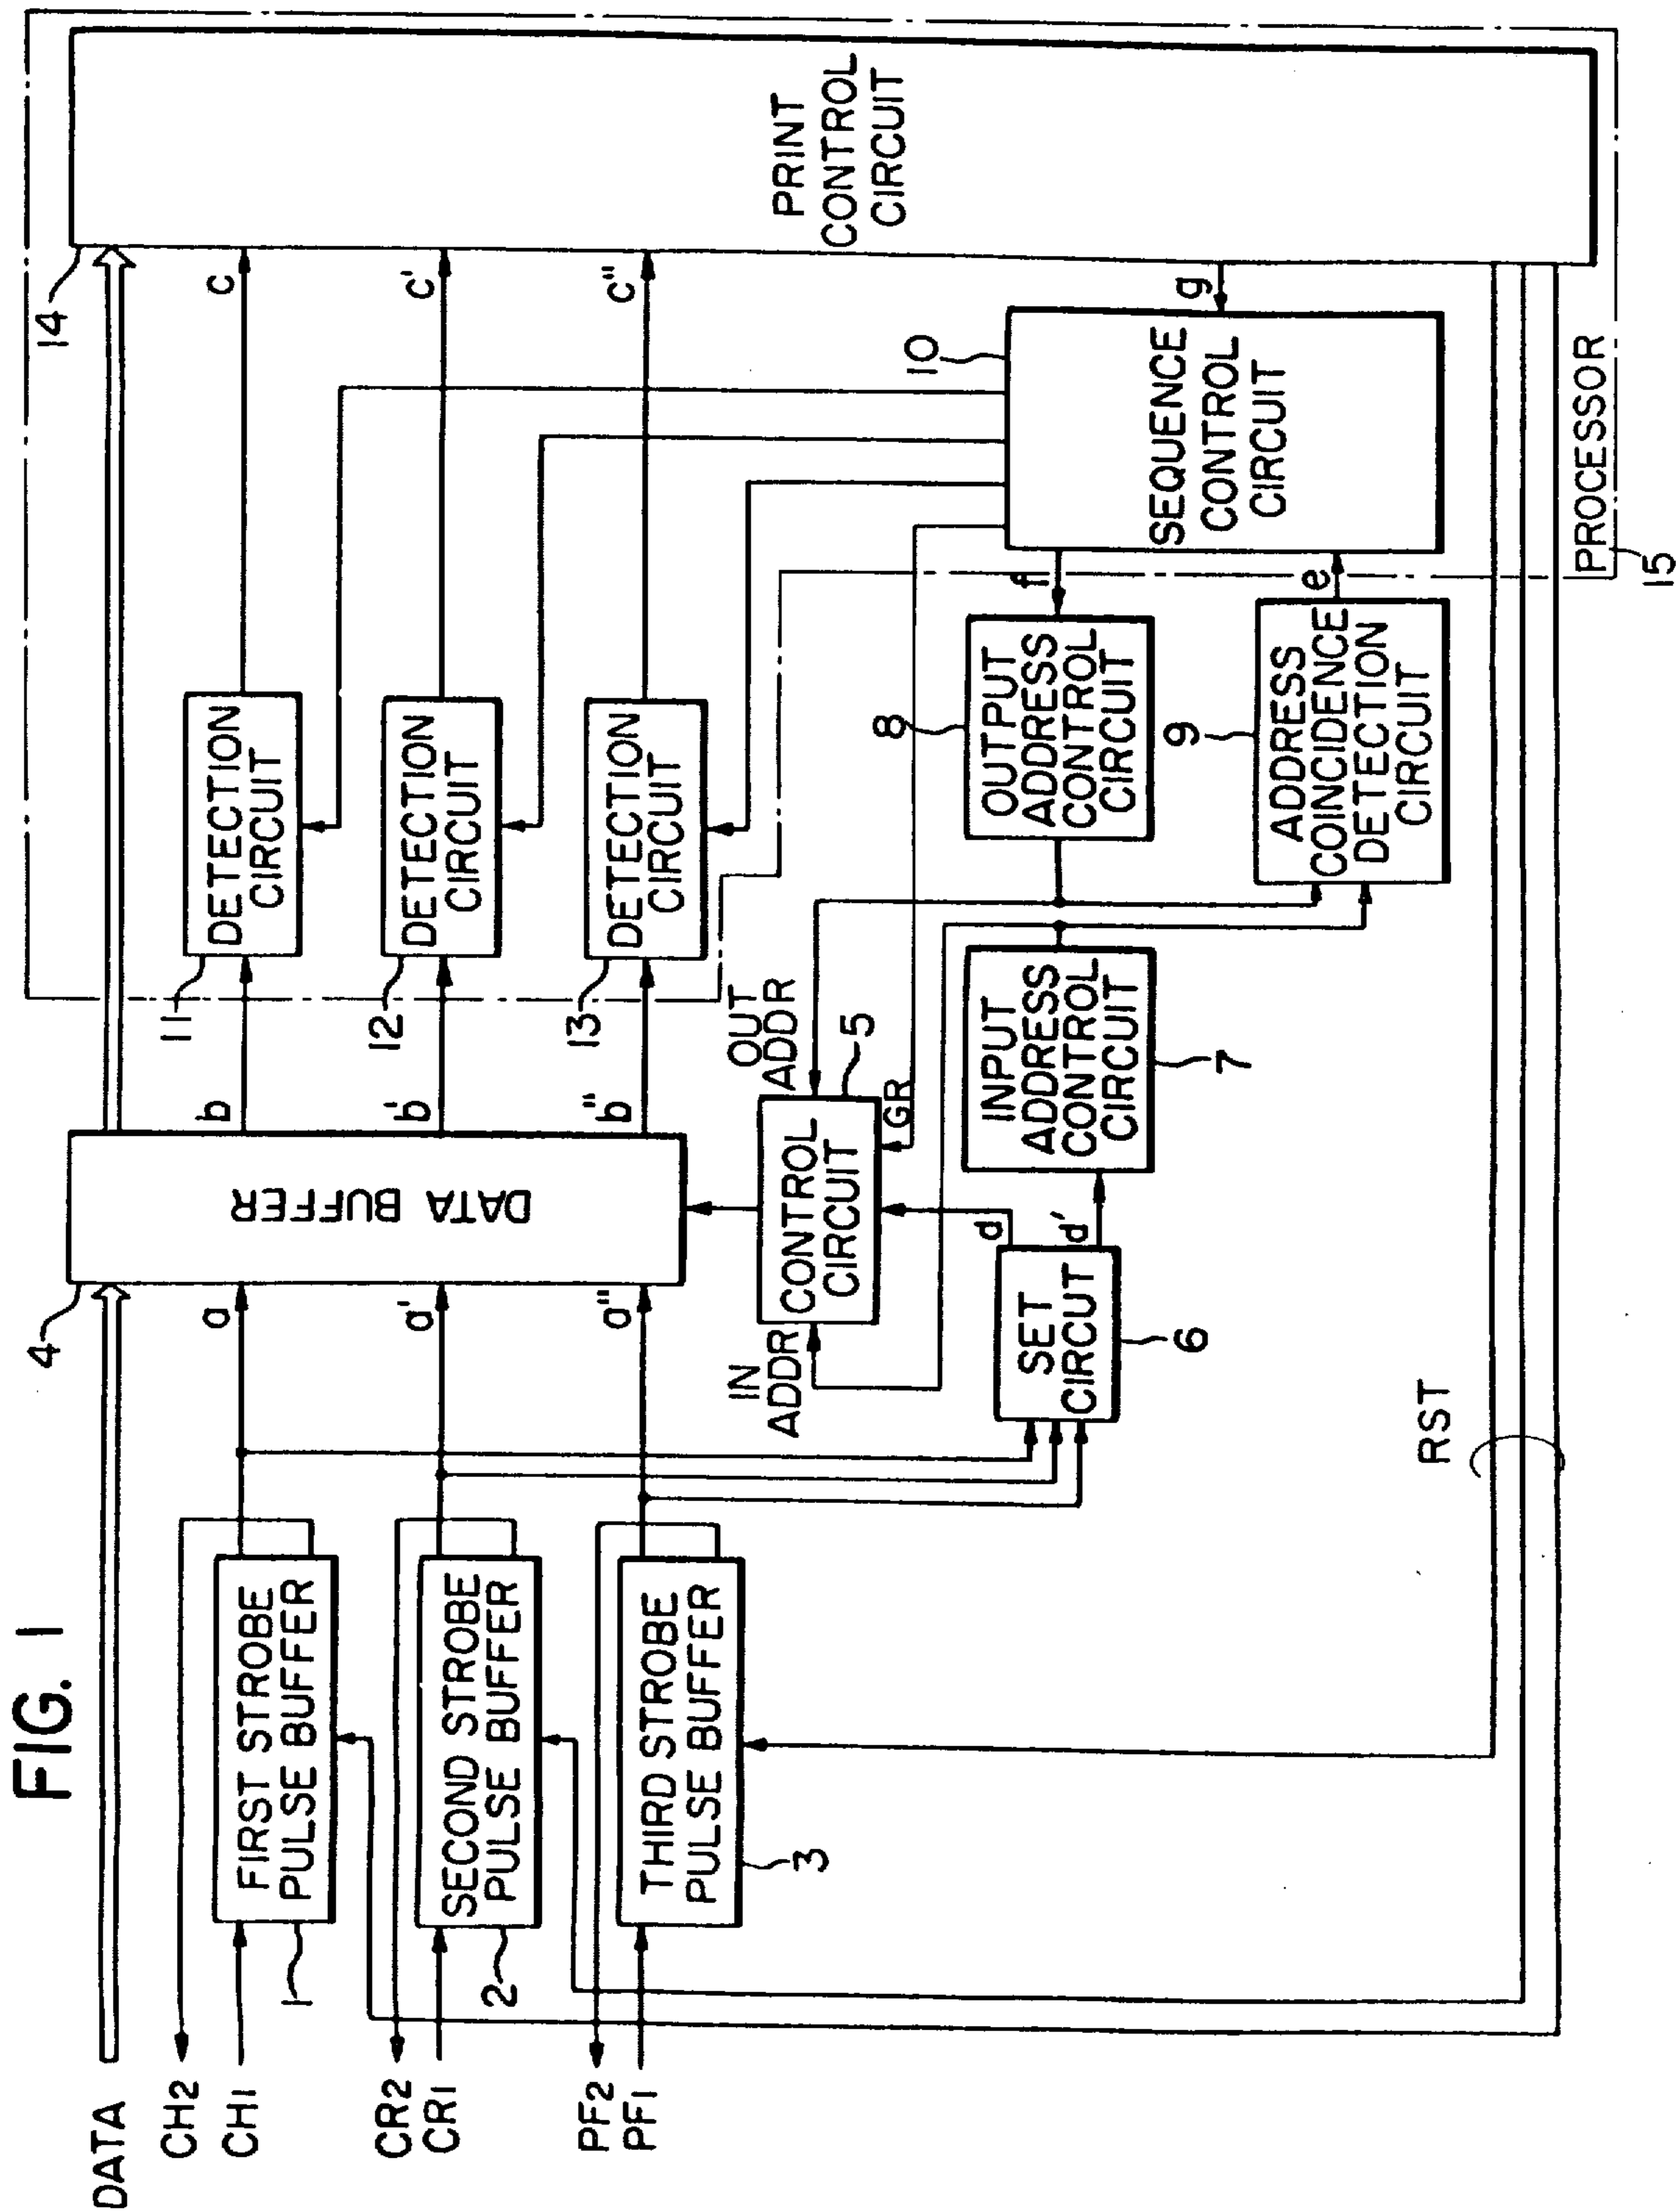 FIG. 1
DATA
CH2
CH1
CR2
CR1
PF2
PF1
FIRST STROBE
PULSE BUFFER
1
SECOND STROBE
PULSE BUFFER
2
THIRD STROBE
PULSE BUFFER
3
a
a'
a"
4
DATA BUFFER
b
b'
b"
IN
ADDR
CONTROL
CIRCUIT
5
OUT
ADDR
GR
d
d'
SET
CIRCUT
6
INPUT
ADDRESS
CONTROL
CIRCUIT
7
OUTPUT
ADDRESS
CONTROL
CIRCUIT
8
ADDRESS
COINCIDENCE
DETECTION
CIRCUIT
9
e
f
SEQUENCE
CONTROL
CIRCUIT
10
g
DETECTION
CIRCUIT
11
DETECTION
CIRCUIT
12
DETECTION
CIRCUIT
13
c
c'
c"
14
PRINT
CONTROL
CIRCUIT
PROCESSOR
15
RST